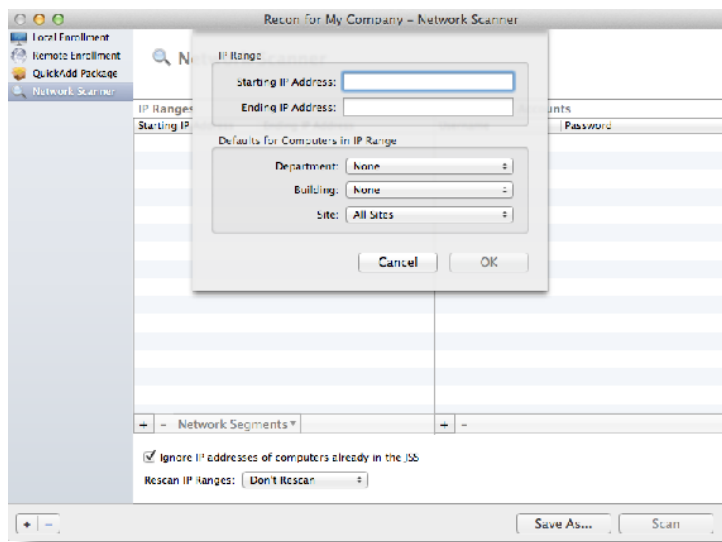 Recon for My Company – Network Scanner
Local Enrollment
Remote Enrollment
QuickAdd Package
Network Scanner
IP Range
Starting IP Address:
Ending IP Address:
Defaults for Computers in IP Range
Department: None
Building: None
Site: All Sites
Cancel OK
IP Ranges
Starting IP
Password
+ – Network Segments
+ –
Ignore IP addresses of computers already in the JSS
Rescan IP Ranges: Don't Rescan
+ –
Save As... Scan